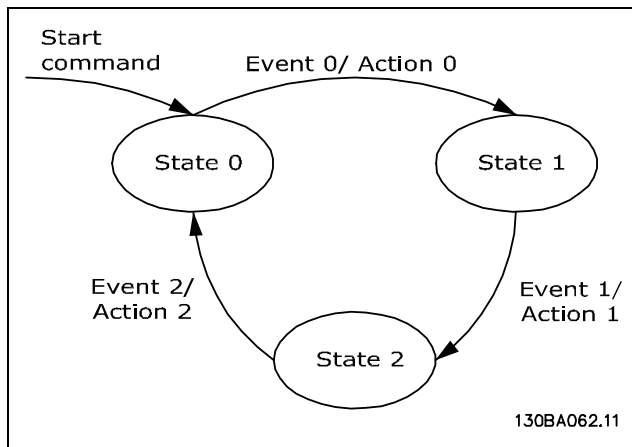 Start
command
Event 0/ Action 0
State 0
State 1
Event 2/
Action 2
Event 1/
Action 1
State 2
130BA062.11